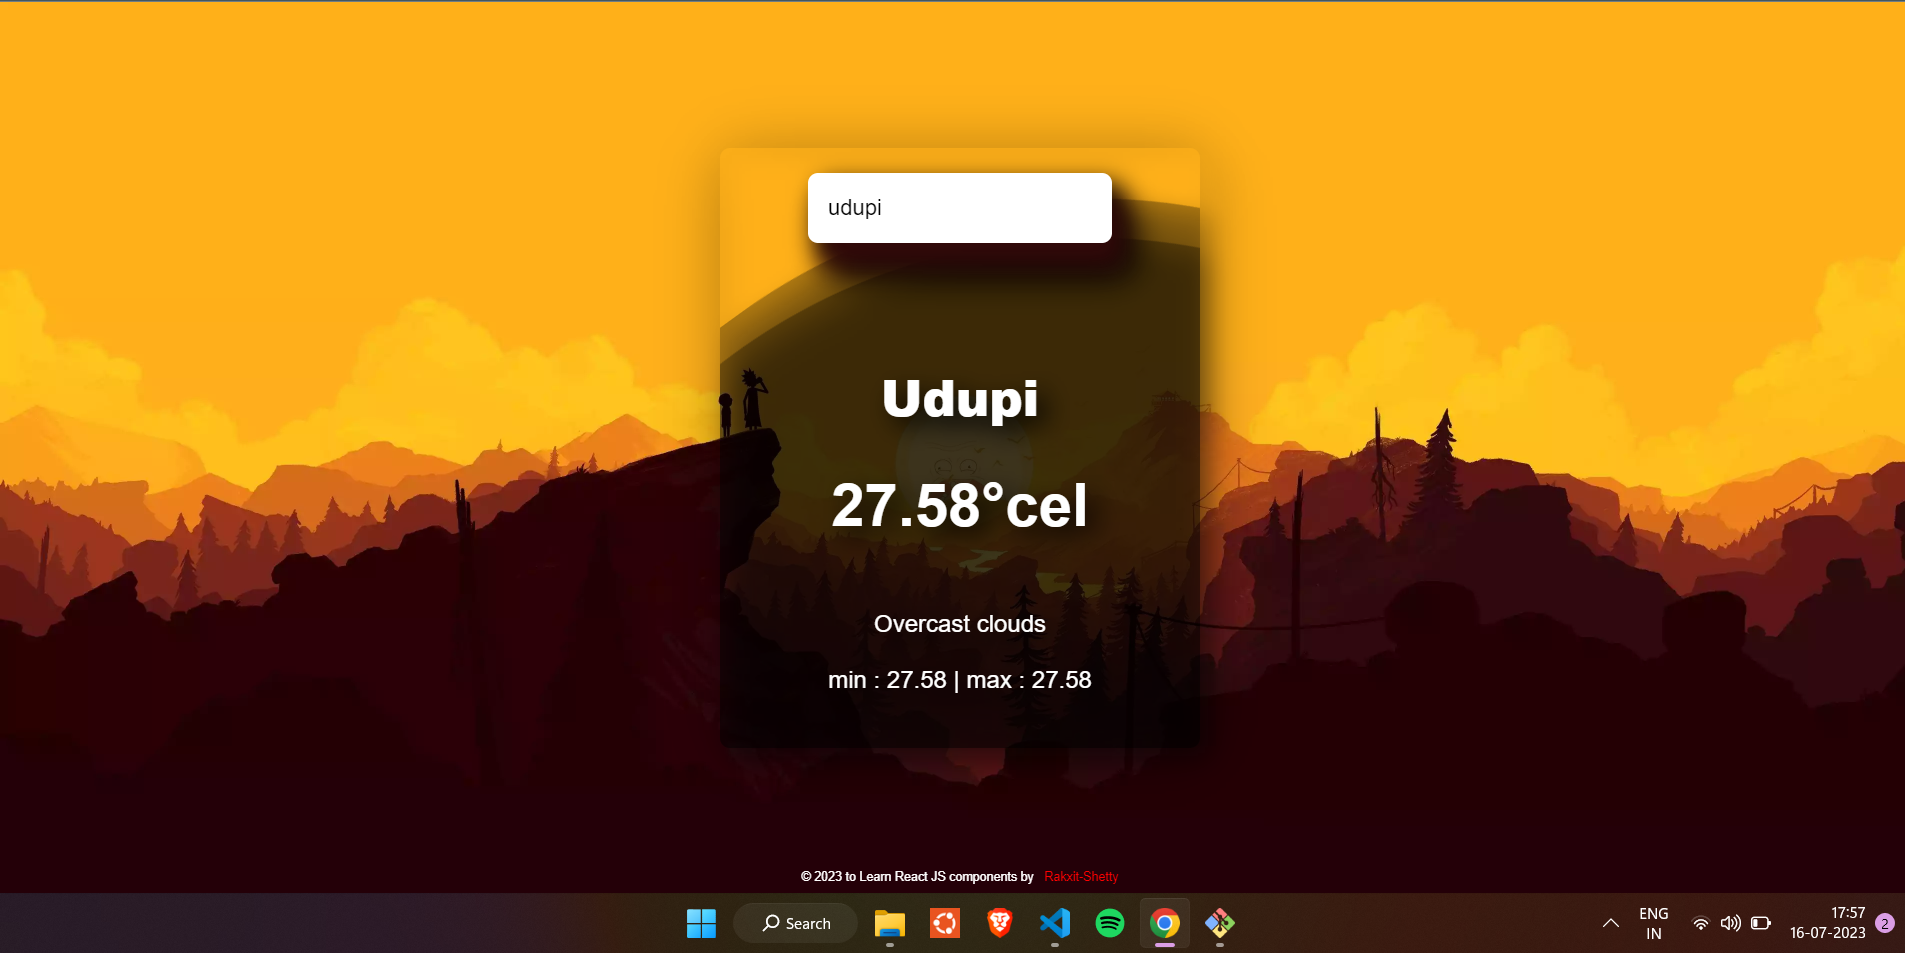 udupi
Udupi
27.58°cel
Overcast clouds
min : 27.58 | max : 27.58
© 2023 to Learn React JS components by Rakxit-Shetty
Search
ENG
IN
17:57
16-07-2023
2